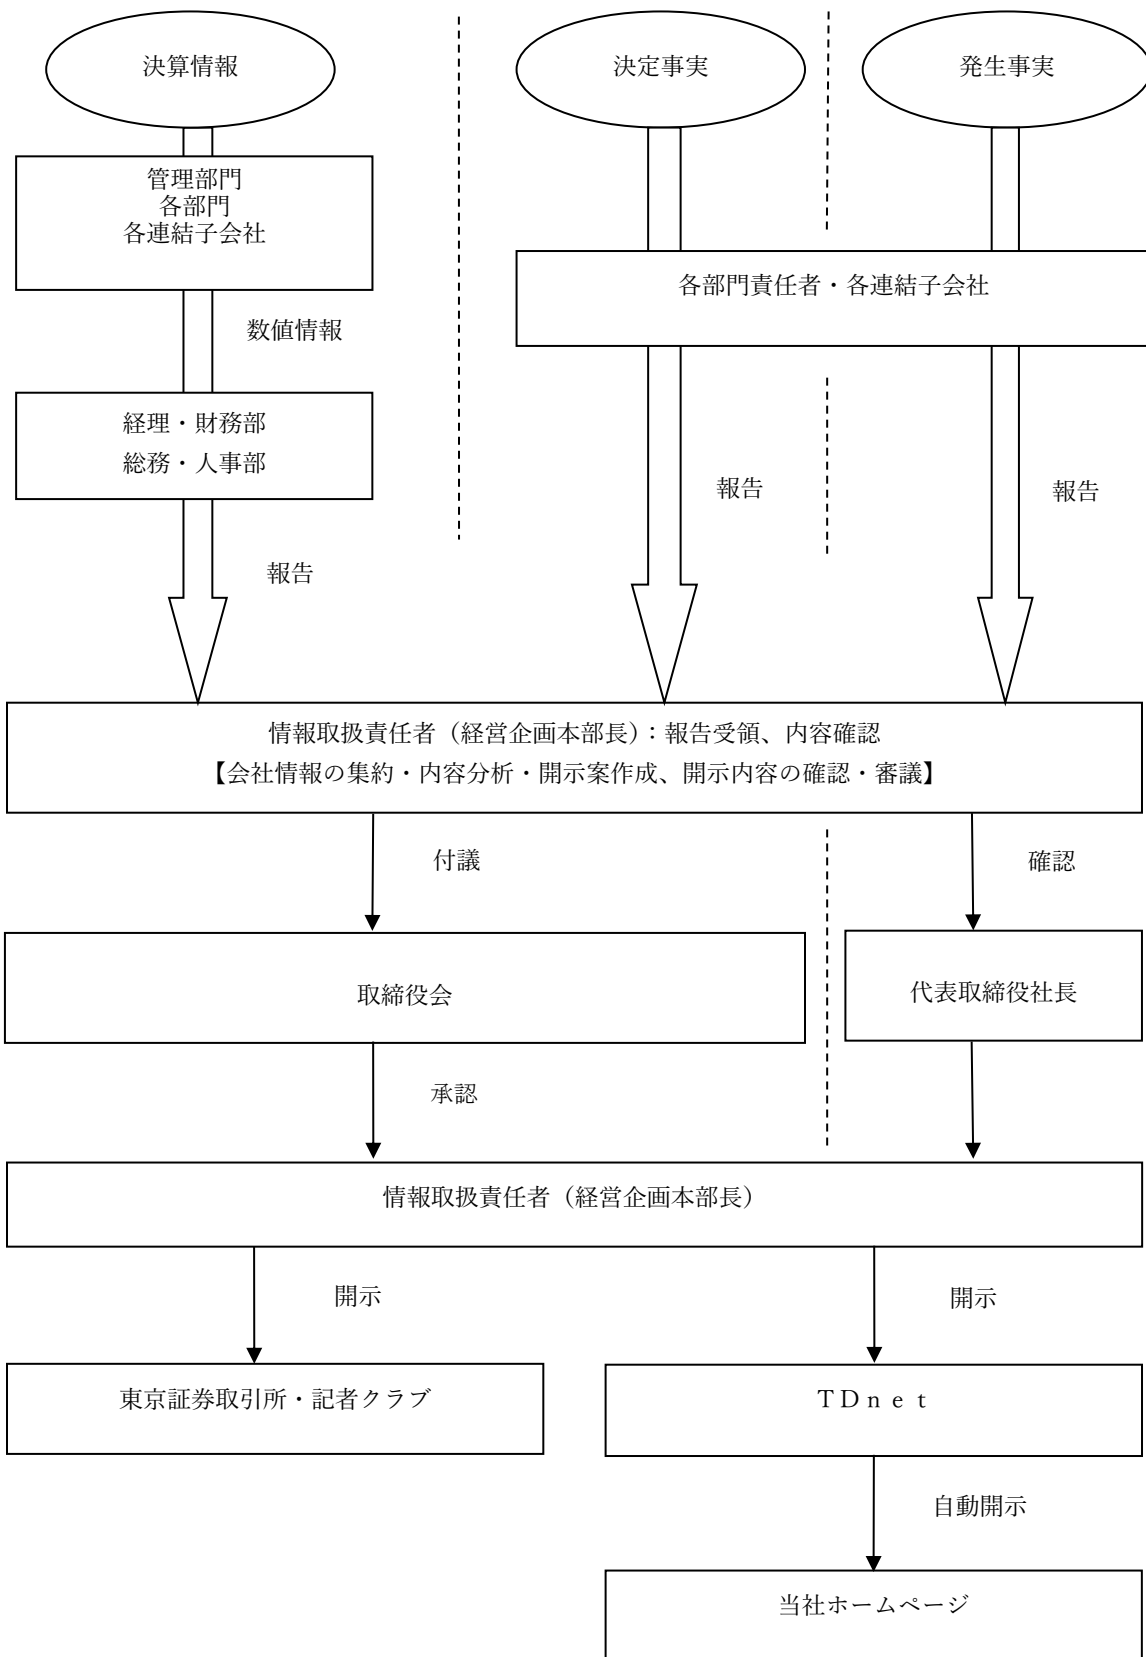 決算情報
決定事実
発生事実
管理部門
各部門
各連結子会社
各部門責任者・各連結子会社
数値情報
経理・財務部
総務・人事部
報告
報告
報告
情報取扱責任者（経営企画本部長）：報告受領、内容確認
【会社情報の集約・内容分析・開示案作成、開示内容の確認・審議】
付議
確認
取締役会
代表取締役社長
承認
情報取扱責任者（経営企画本部長）
開示
開示
東京証券取引所・記者クラブ
ＴＤｎｅｔ
自動開示
当社ホームページ